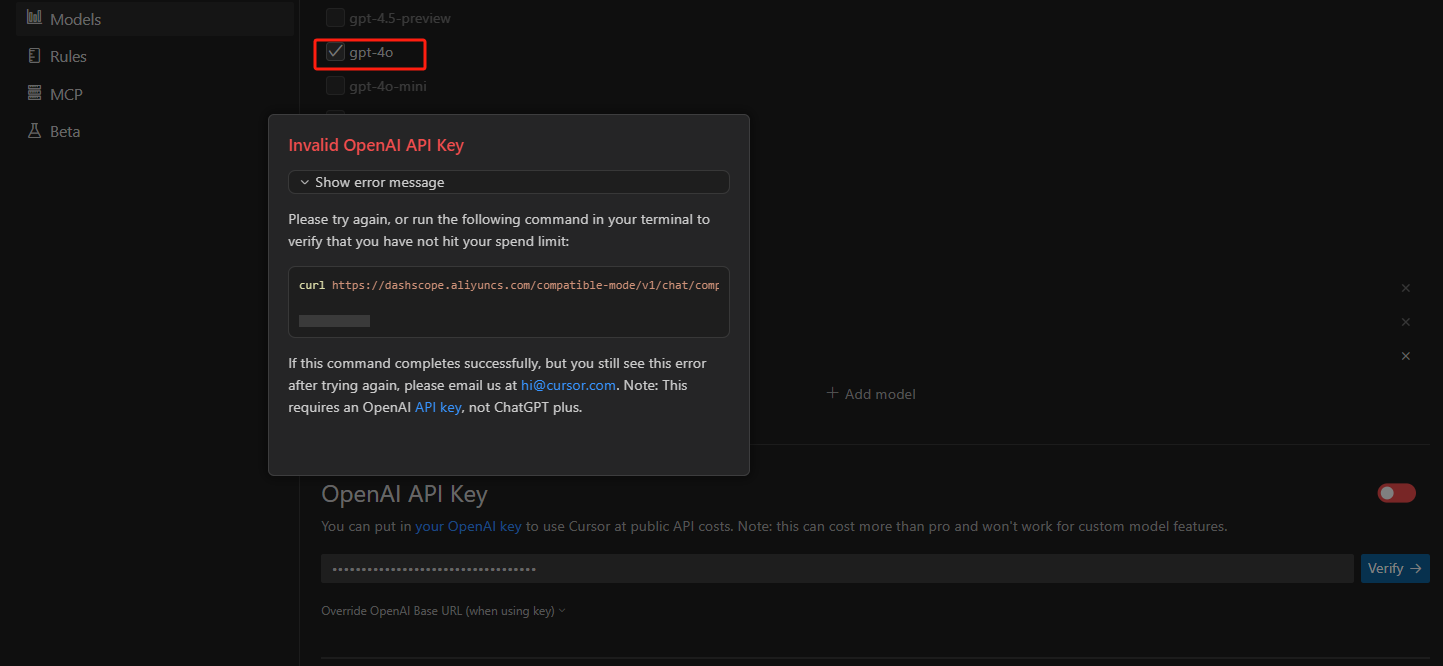 Models
Rules
MCP
Beta
gpt-4.5-preview
gpt-4o
gpt-4o-mini
Invalid OpenAI API Key
Show error message
Please try again, or run the following command in your terminal to
verify that you have not hit your spend limit:
curl https://dashscope.aliyuncs.com/compatible-mode/v1/chat/comp
If this command completes successfully, but you still see this error
after trying again, please email us at hi@cursor.com. Note: This
requires an OpenAI API key, not ChatGPT plus.
+ Add model
OpenAI API Key
You can put in your OpenAI key to use Cursor at public API costs. Note: this can cost more than pro and won't work for custom model features.
Verify →
Override OpenAI Base URL (when using key)